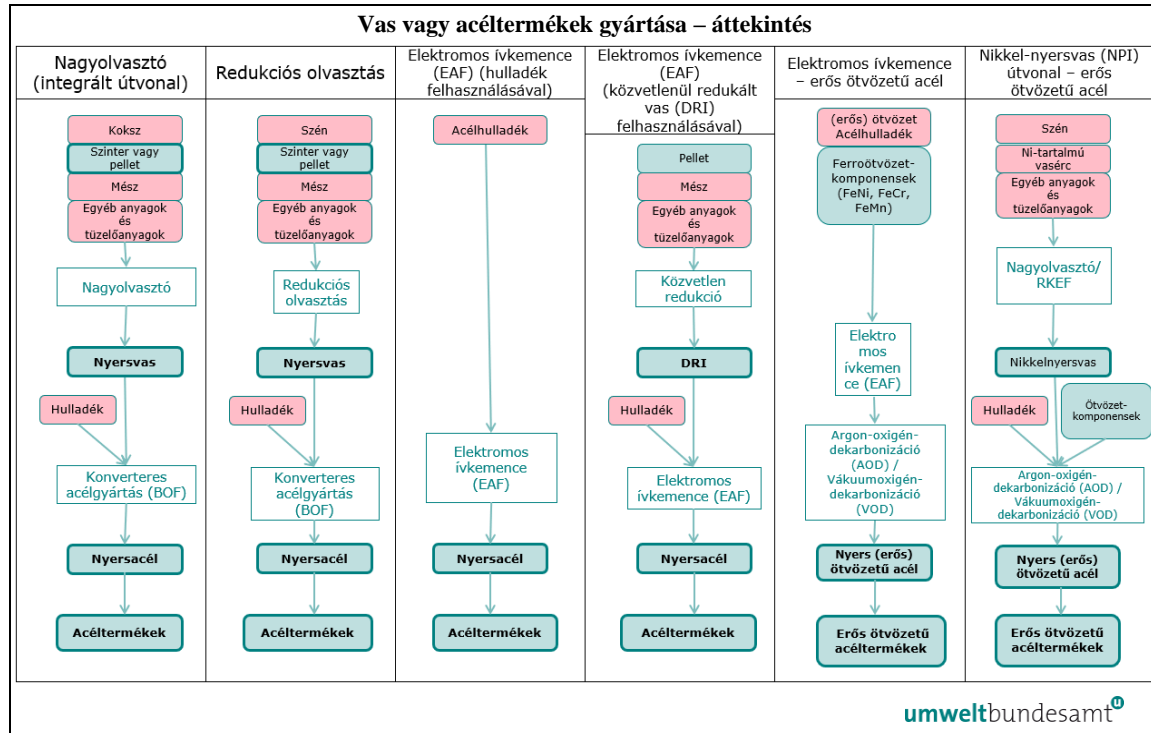 Vas vagy acéltermékek gyártása – áttekintés
Nagyolvasztó
(integrált útvonal)
Koksz
Szinter vagy
pellet
Mész
Egyéb anyagok
és
tüzelőanyagok
Nagyolvasztó
Nyersvas
Hulladék
Konverteres
acélgyártás (BOF)
Nyersacél
Acéltermékek
Redukciós olvasztás
Szén
Szinter vagy
pellet
Mész
Egyéb anyagok
és
tüzelőanyagok
Redukciós
olvasztás
Nyersvas
Hulladék
Konverteres
acélgyártás
(BOF)
Nyersacél
Acéltermékek
Elektromos ívkemence
(EAF) (hulladék
felhasználásával)
Acélhulladék
Elektromos
ívkemence
(EAF)
Nyersacél
Acéltermékek
Elektromos ívkemence
(EAF)
(közvetlenül redukált
vas (DRI)
felhasználásával)
Pellet
Mész
Egyéb anyagok
és
tüzelőanyagok
Közvetlen
redukció
DRI
Hulladék
Elektromos
ívkemence (EAF)
Nyersacél
Acéltermékek
Elektromos ívkemence
– erős ötvözetű acél
(erős) ötvözet
Acélhulladék
Ferroötvözet-
komponensek
(FeNi, FeCr,
FeMn)
Elektro
mos
ívkemen
ce (EAF)
Argon-oxigén-
dekarbonizáció
(AOD) /
Vákuumoxigén-
dekarbonizáció
(VOD)
Nyers (erős)
ötvözetű acél
Erős ötvözetű
acéltermékek
Nikkel-nyersvas (NPI)
útvonal – erős
ötvözetű acél
Szén
Ni-tartalmú
vasérc
Egyéb anyagok
és
tüzelőanyagok
Nagyolvasztó/
RKEF
Nikkelnyersvas
Hulladék
Ötvözet-
komponensek
Argon-oxigén-
dekarbonizáció (AOD) /
Vákuumoxigén-
dekarbonizáció (VOD)
Nyers (erős)
ötvözetű acél
Erős ötvözetű
acéltermékek
umweltbundesamt u